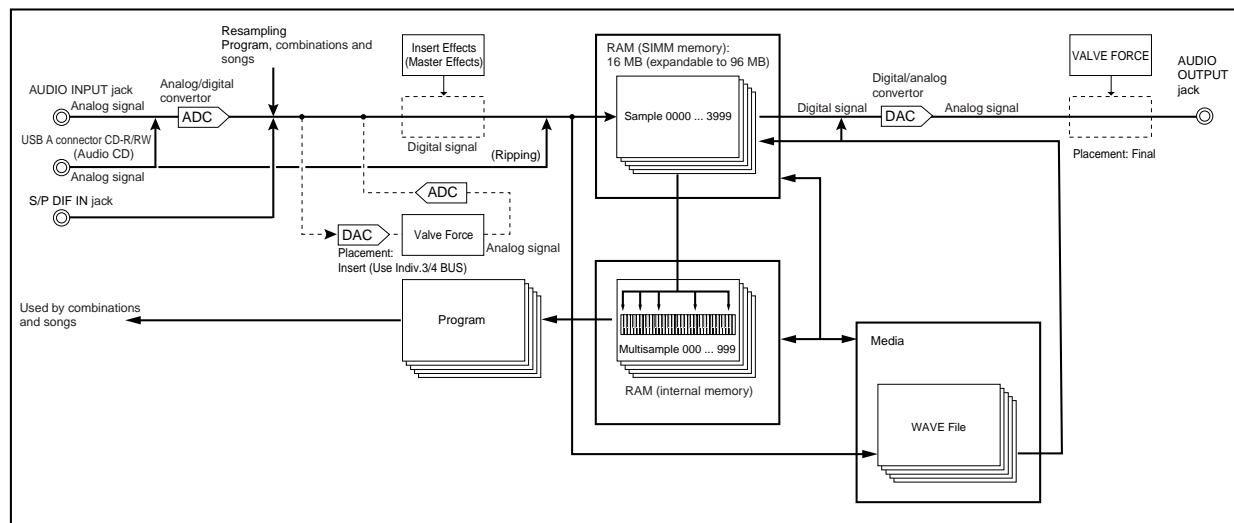 Resampling
Program, combinations and
songs
Insert Effects
(Master Effects)
RAM (SIMM memory):
16 MB (expandable to 96 MB)
VALVE FORCE
AUDIO
OUTPUT
jack
AUDIO INPUT jack
Analog signal
Analog/digital
convertor
ADC
Sample 0000 ... 3999
Digital signal
Digital/analog
convertor
DAC
Analog signal
USB A connector CD-R/RW
(Audio CD)
Analog signal
Digital signal
(Ripping)
Placement: Final
S/P DIF IN jack
ADC
DAC
Valve Force
Analog signal
Placement:
Insert (Use Indiv.3/4 BUS)
Used by combinations
and songs
Program
Multisample 000 ... 999
RAM (internal memory)
Media
WAVE File